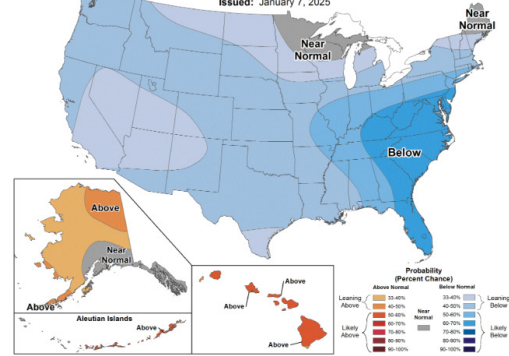 Issued: January 7, 2025
Near
Normal
Near
Normal
Below
Above
Near
Normal
Above
Aleutian Islands
Above
Above
Above
Above
Probability
(Percent Chance)
Above Normal
Below Normal
Leaning
Above
33-40%
40-50%
33-40%
40-50%
Leaning
Below
Near
Normal
Likely
Above
50-60%
60-70%
70-80%
80-90%
90-100%
50-60%
60-70%
70-80%
80-90%
90-100%
Likely
Below